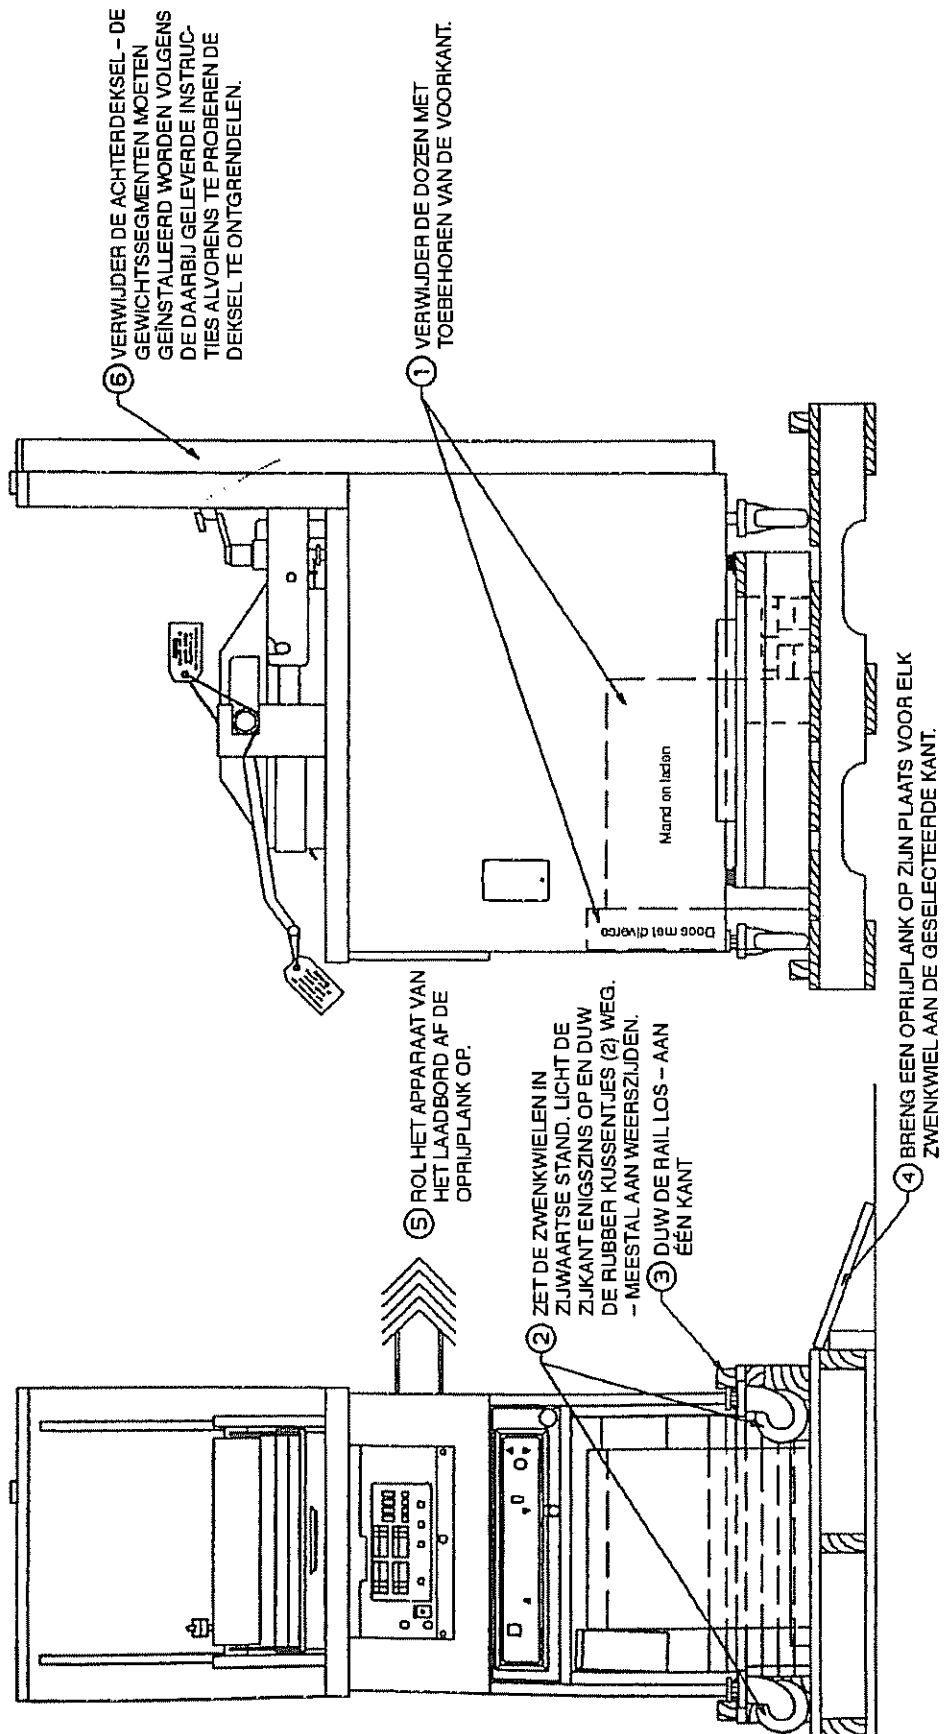 ⑥ VERWIJDER DE ACHTERDEKSEL – DE
GEWICHTSSEGMENTEN MOETEN
GEÏNSTALLEERD WORDEN VOLGENS
DE DAARBIJ GELEVERDE INSTRUC-
TIES ALVORENS TE PROBEREN DE
DEKSEL TE ONTGRENDELEN.
① VERWIJDER DE DOZEN MET
TOEBEHOREN VAN DE VOORKANT.
Mand en laden
Doos met diverse
⑤ ROL HET APPARAAT VAN
HET LAADBORD AF DE
OPRIJPLANK OP.
② ZET DE ZWENKWIELEN IN
ZIJWAARTSE STAND. LICHT DE
ZIJKANT ENIGSZINS OP EN DUW
DE RUBBER KUSSENTJES (2) WEG.
– MEESTAL AAN WEERSZIJDEN.
③ DUW DE RAIL LOS – AAN
ÉÉN KANT
④ BRENG EEN OPRIJPLANK OP ZIJN PLAATS VOOR ELK
ZWENKWIEL AAN DE GESELECTEERDE KANT.